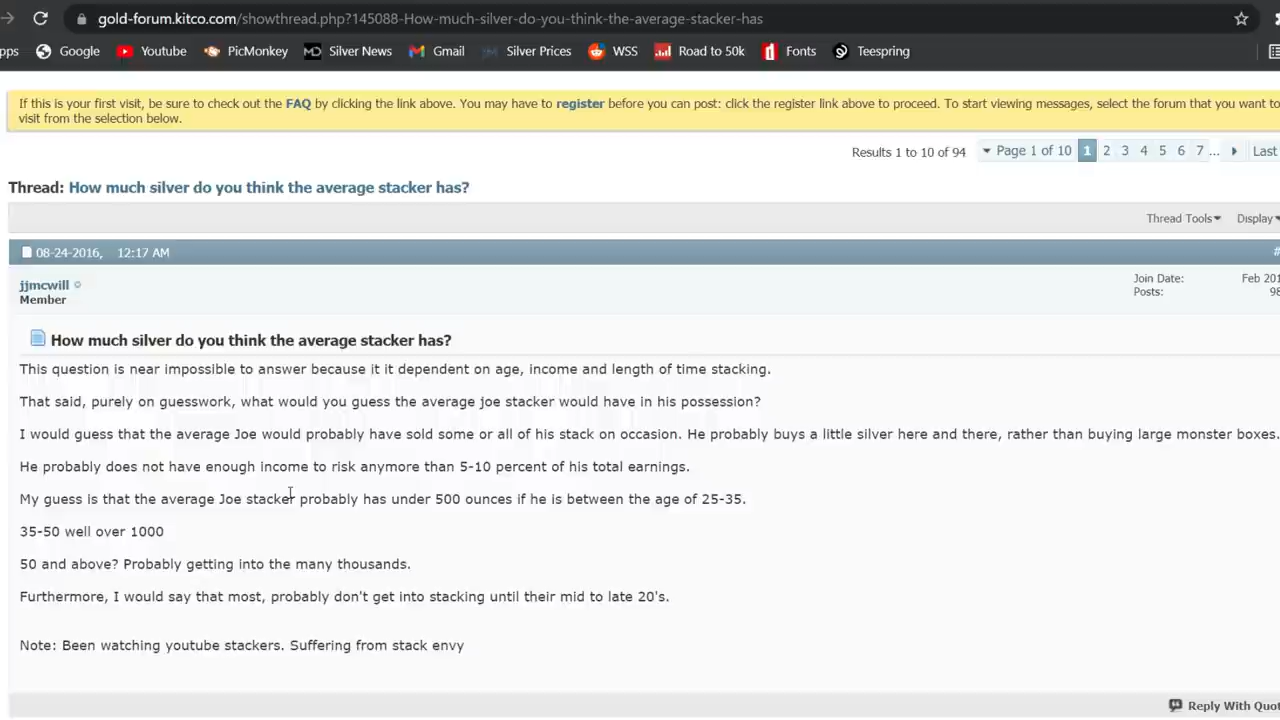 gold-forum.kitco.com/showthread.php?145088-How-much-silver-do-you-think-the-average-stacker-has
pps Google Youtube PicMonkey MD Silver News Gmail Silver Prices WSS Road to 50k Fonts Teespring
If this is your first visit, be sure to check out the FAQ by clicking the link above. You may have to register before you can post: click the register link above to proceed. To start viewing messages, select the forum that you want to
visit from the selection below.
Results 1 to 10 of 94 Page 1 of 10 1 2 3 4 5 6 7 ... Last
Thread: How much silver do you think the average stacker has?
Thread Tools Display
08-24-2016, 12:17 AM #
jjmcwill
Member
Join Date: Feb 201
Posts: 98
How much silver do you think the average stacker has?
This question is near impossible to answer because it it dependent on age, income and length of time stacking.
That said, purely on guesswork, what would you guess the average joe stacker would have in his possession?
I would guess that the average Joe would probably have sold some or all of his stack on occasion. He probably buys a little silver here and there, rather than buying large monster boxes.
He probably does not have enough income to risk anymore than 5-10 percent of his total earnings.
My guess is that the average Joe stacker probably has under 500 ounces if he is between the age of 25-35.
35-50 well over 1000
50 and above? Probably getting into the many thousands.
Furthermore, I would say that most, probably don't get into stacking until their mid to late 20's.
Note: Been watching youtube stackers. Suffering from stack envy
Reply With Quot